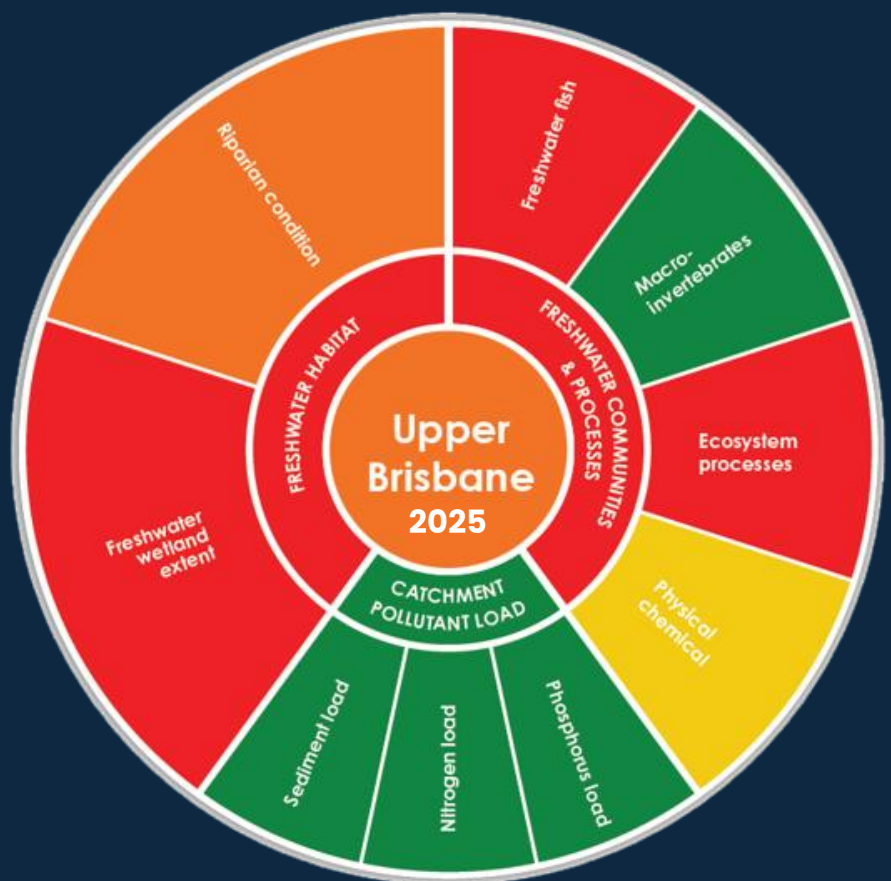 Riparian condition
Freshwater fish
Macro-
invertebrates
FRESHWATER HABITAT
FRESHWATER COMMUNITIES
& PROCESSES
Upper
Brisbane
2025
Ecosystem
processes
Freshwater
wetland
extent
CATCHMENT
POLLUTANT LOAD
Physical
chemical
Sediment load
Nitrogen load
Phosphorus load